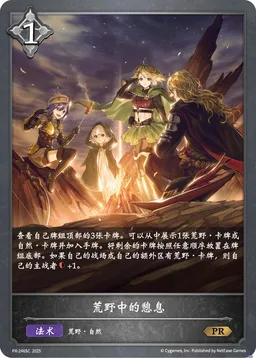 1
查看自己牌组顶部的3张卡牌。可以从中展示1张荒野·卡牌或
自然·卡牌并加入手牌。将剩余的卡牌按照任意顺序放置在牌
组底部。如果自己的战场或自己的额外区有荒野·卡牌，则自
己的主战者+1。
荒野中的憩息
法术 荒野·自然 PR
PR-246SC 2025 © Cygames, Inc. Published by NetEase Games